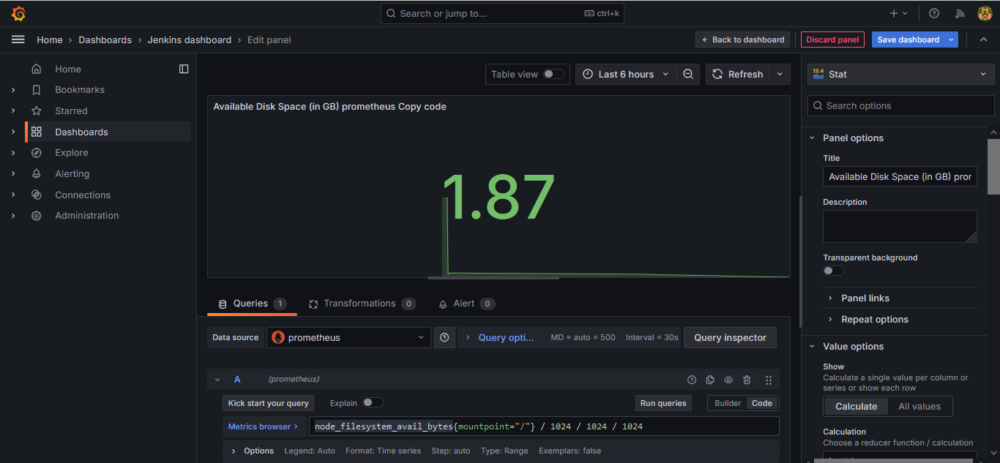 Search or jump to...
ctrl+k
Home › Dashboards › Jenkins dashboard › Edit panel
Back to dashboard
Discard panel
Save dashboard
Home
Bookmarks
Starred
Dashboards
Explore
Alerting
Connections
Administration
Table view
Last 6 hours
Refresh
Available Disk Space (in GB) prometheus Copy code
1.87
Queries 1
Transformations 0
Alert 0
Data source
prometheus
Query opti...
MD = auto = 500
Interval = 30s
Query inspector
A
(prometheus)
Kick start your query
Explain
Run queries
Builder
Code
Metrics browser >
node_filesystem_avail_bytes{mountpoint="/"} / 1024 / 1024 / 1024
Options
Legend: Auto
Format: Time series
Step: auto
Type: Range
Exemplars: false
12.4
Stat
Search options
Panel options
Title
Available Disk Space (in GB) pror
Description
Transparent background
Panel links
Repeat options
Value options
Show
Calculate a single value per column or
series or show each row
Calculate
All values
Calculation
Choose a reducer function / calculation